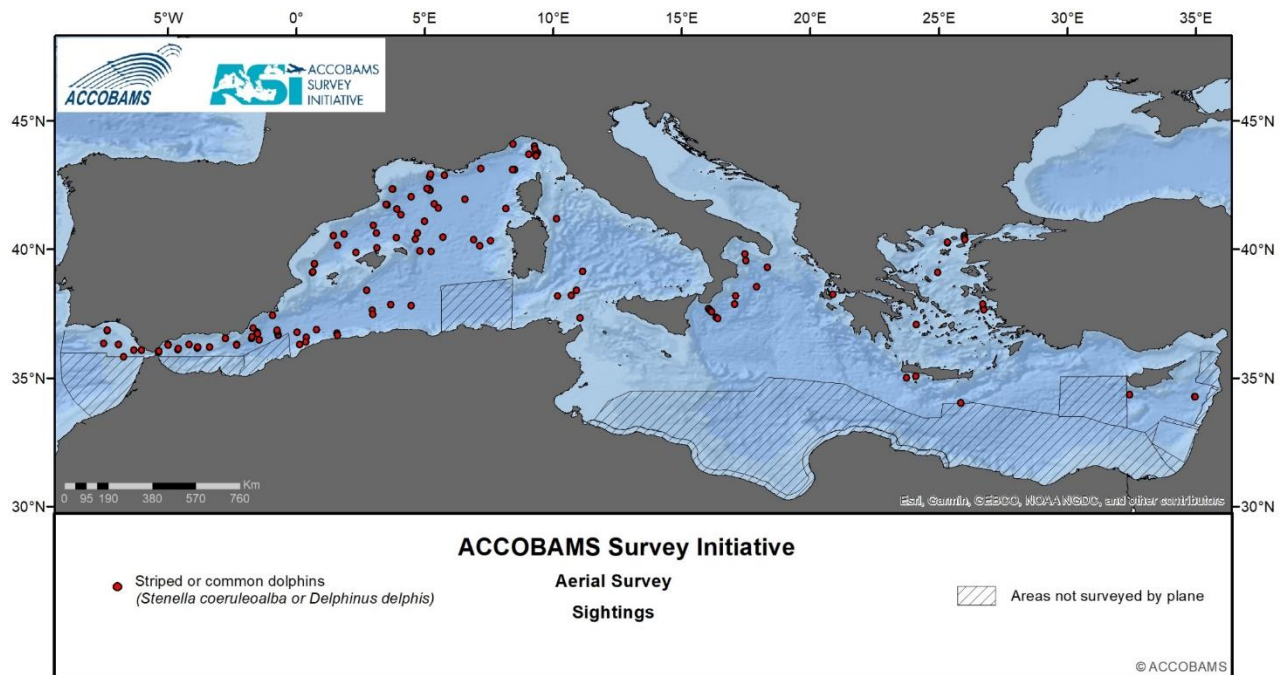 5°W 0° 5°E 10°E 15°E 20°E 25°E 30°E 35°E
ACCOBAMS
ASI
ACCOBAMS
SURVEY
INITIATIVE
45°N 45°N
40°N 40°N
35°N 35°N
30°N 30°N
Km
0 95 190 380 570 760
Esri, Garmin, GEBCO, NOAA NGDC, and other contributors
ACCOBAMS Survey Initiative
Aerial Survey
Sightings
Striped or common dolphins
(Stenella coeruleoalba or Delphinus delphis)
Areas not surveyed by plane
© ACCOBAMS